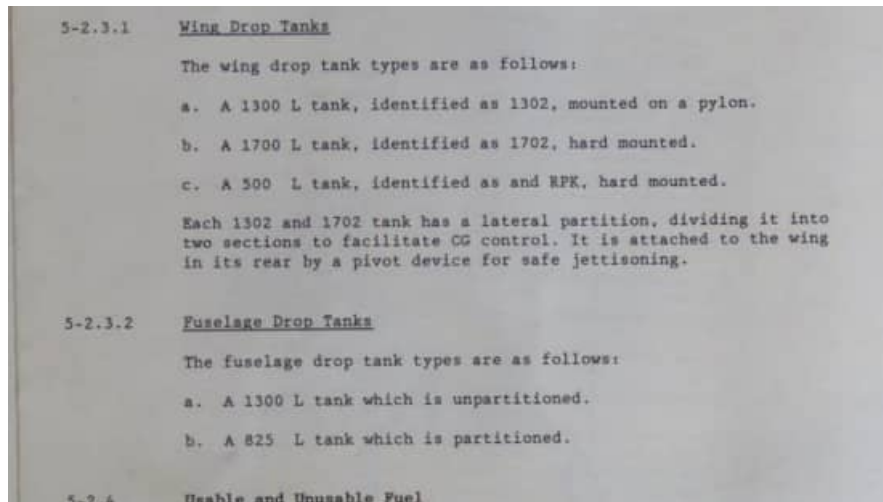 5-2.3.1 Wing Drop Tanks
The wing drop tank types are as follows:
a. A 1300 L tank, identified as 1302, mounted on a pylon.
b. A 1700 L tank, identified as 1702, hard mounted.
c. A 500 L tank, identified as and RPK, hard mounted.
Each 1302 and 1702 tank has a lateral partition, dividing it into
two sections to facilitate CG control. It is attached to the wing
in its rear by a pivot device for safe jettisoning.
5-2.3.2 Fuselage Drop Tanks
The fuselage drop tank types are as follows:
a. A 1300 L tank which is unpartitioned.
b. A 825 L tank which is partitioned.
5-2.4 Usable and Unusable Fuel